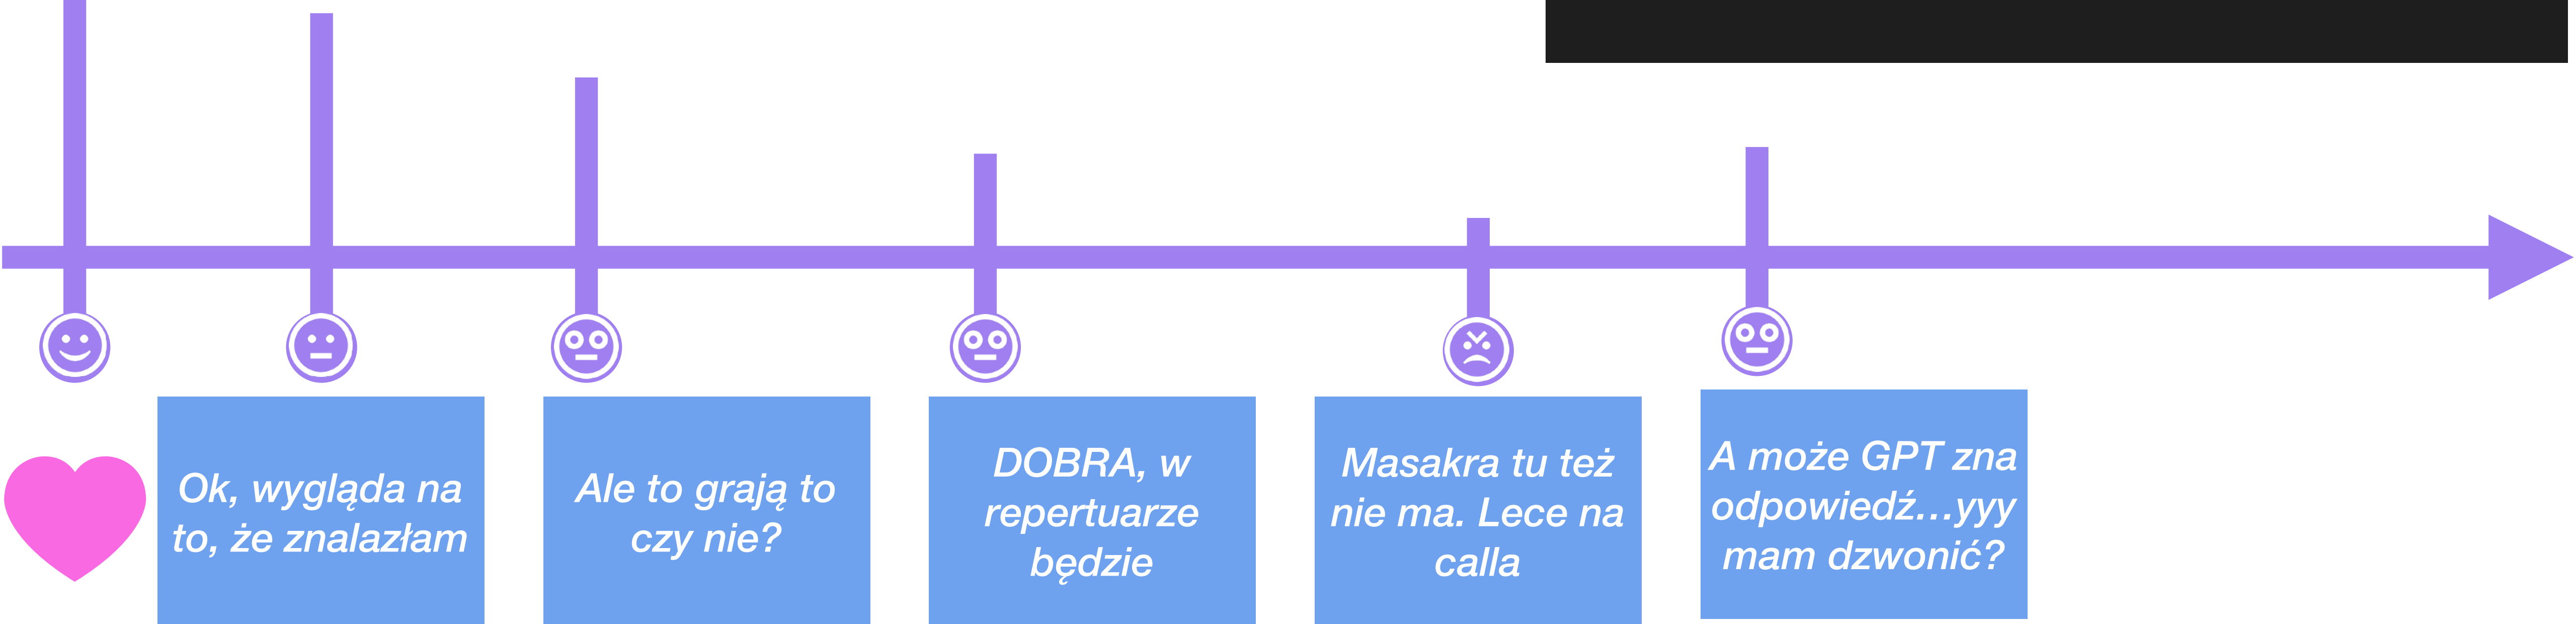 Ok, wygląda na
to, że znalazłam
Ale to grają to
czy nie?
DOBRA, w
repertuarze
będzie
Masakra tu też
nie ma. Lece na
calla
A może GPT zna
odpowiedź...yyy
mam dzwonić?